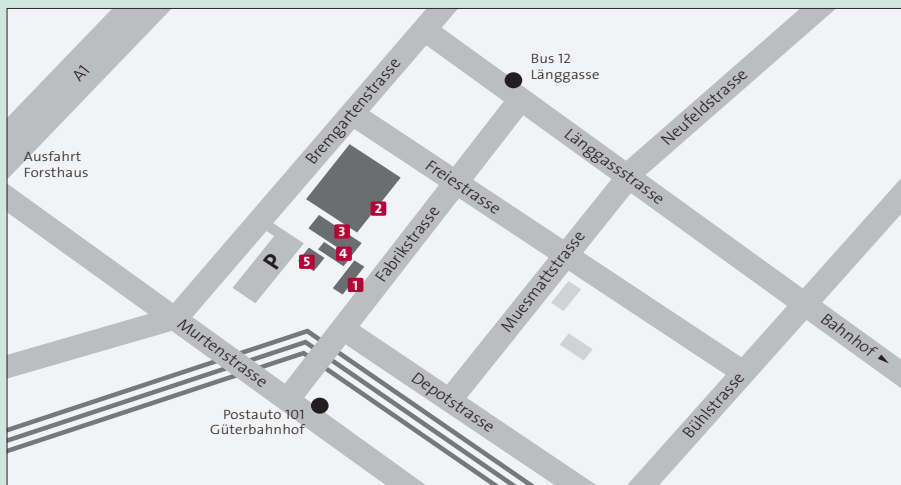 Bus 12
Länggasse
A1
Bremgartenstrasse
Neufeldstrasse
Ausfahrt
Forsthaus
Länggassstrasse
Freiestrasse
2
3
4
5
1
P
Fabrikstrasse
Muesmattstrasse
Bahnhof
Murtenstrasse
Depotstrasse
Bühlstrasse
Postauto 101
Güterbahnhof